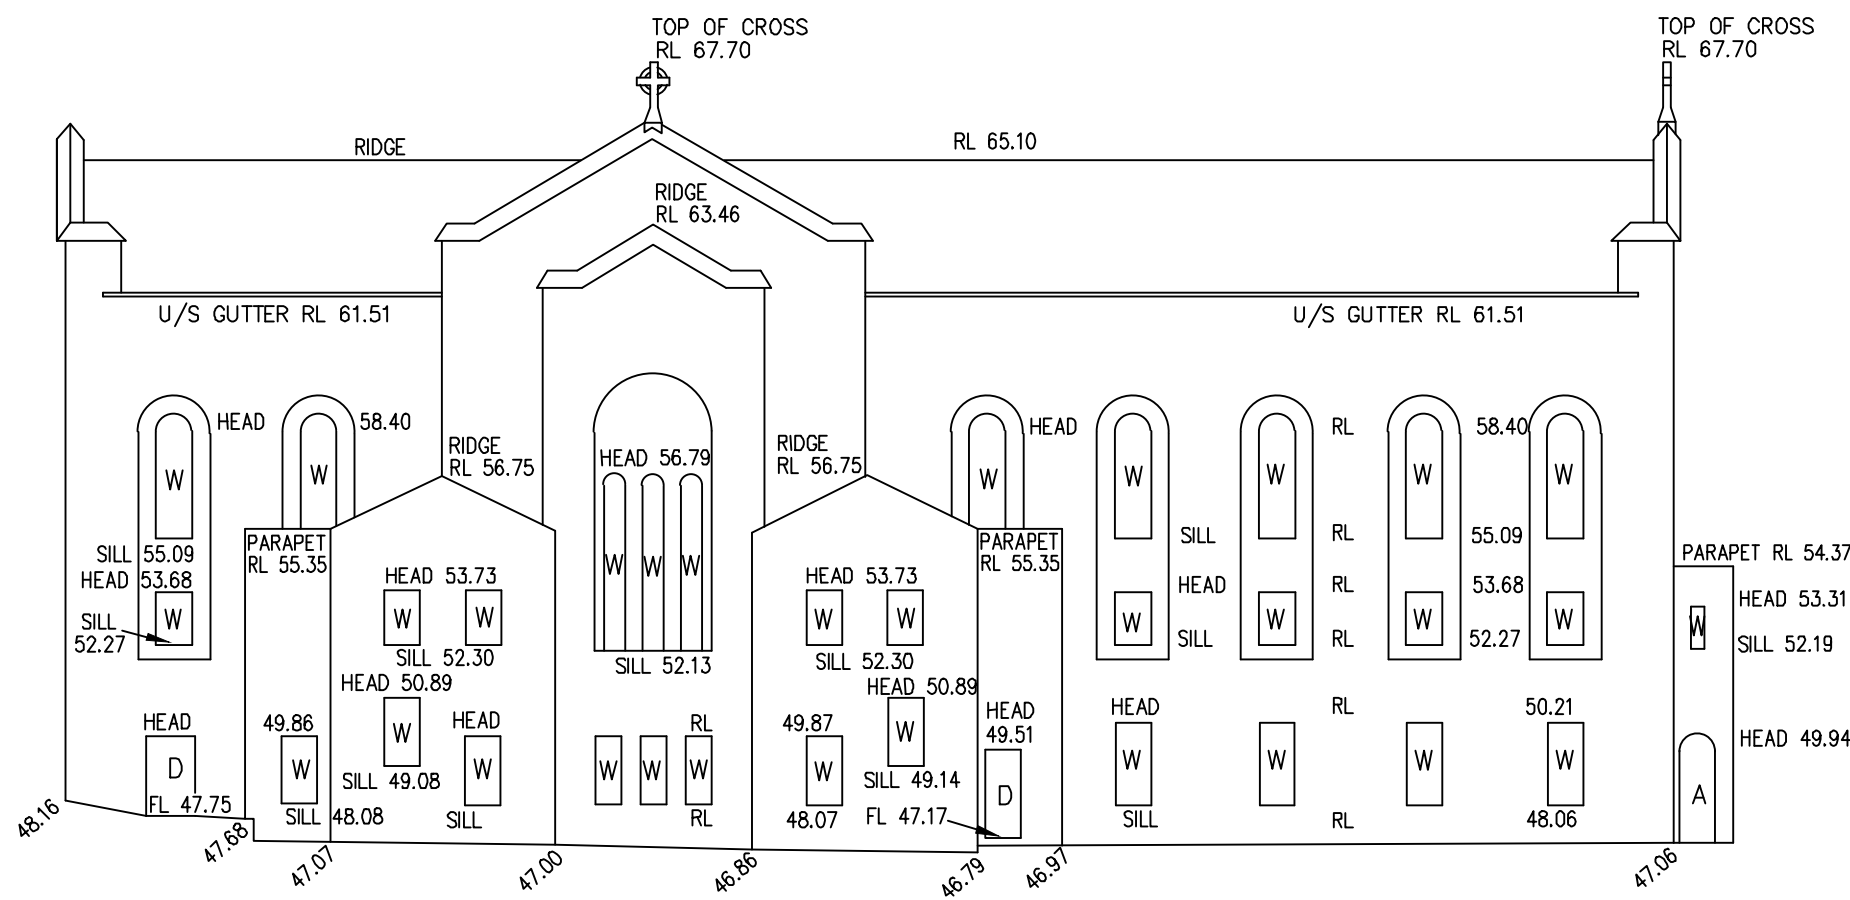 TOP OF CROSS
RL 67.70
TOP OF CROSS
RL 67.70
RIDGE
RL 65.10
RIDGE
RL 63.46
U/S GUTTER RL 61.51
U/S GUTTER RL 61.51
HEAD
58.40
HEAD
RL
58.40
RIDGE
RL 56.75
HEAD 56.79
RIDGE
RL 56.75
W
W
W
W
W
W
W
SILL 55.09
PARAPET
RL 55.35
PARAPET
RL 55.35
SILL
RL
55.09
PARAPET RL 54.37
HEAD 53.68
HEAD 53.73
W
W
W
HEAD 53.73
HEAD
RL
53.68
HEAD 53.31
SILL
52.27
W
W
W
W
W
W
W
W
W
W
SILL
RL
52.27
SILL 52.19
SILL 52.30
SILL 52.13
SILL 52.30
HEAD 50.89
HEAD 50.89
HEAD
49.86
HEAD
RL
49.87
HEAD
49.51
HEAD
RL
50.21
HEAD 49.94
W
W
D
W
W
W
W
W
W
W
W
W
W
SILL 49.08
SILL 49.14
D
A
FL 47.75
SILL 48.08
SILL
RL
48.07
FL 47.17
SILL
RL
48.06
48.16
47.68
47.07
47.00
46.86
46.79
46.97
47.06